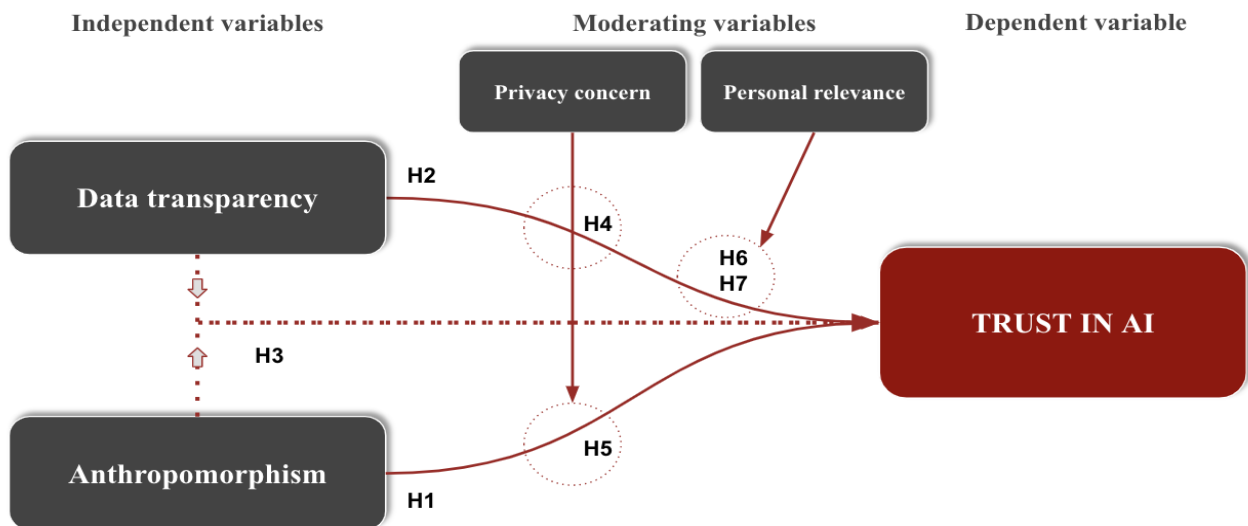 Independent variables
Moderating variables
Dependent variable
Privacy concern
Personal relevance
Data transparency
H2
H4
H6
H7
TRUST IN AI
H3
Anthropomorphism
H5
H1